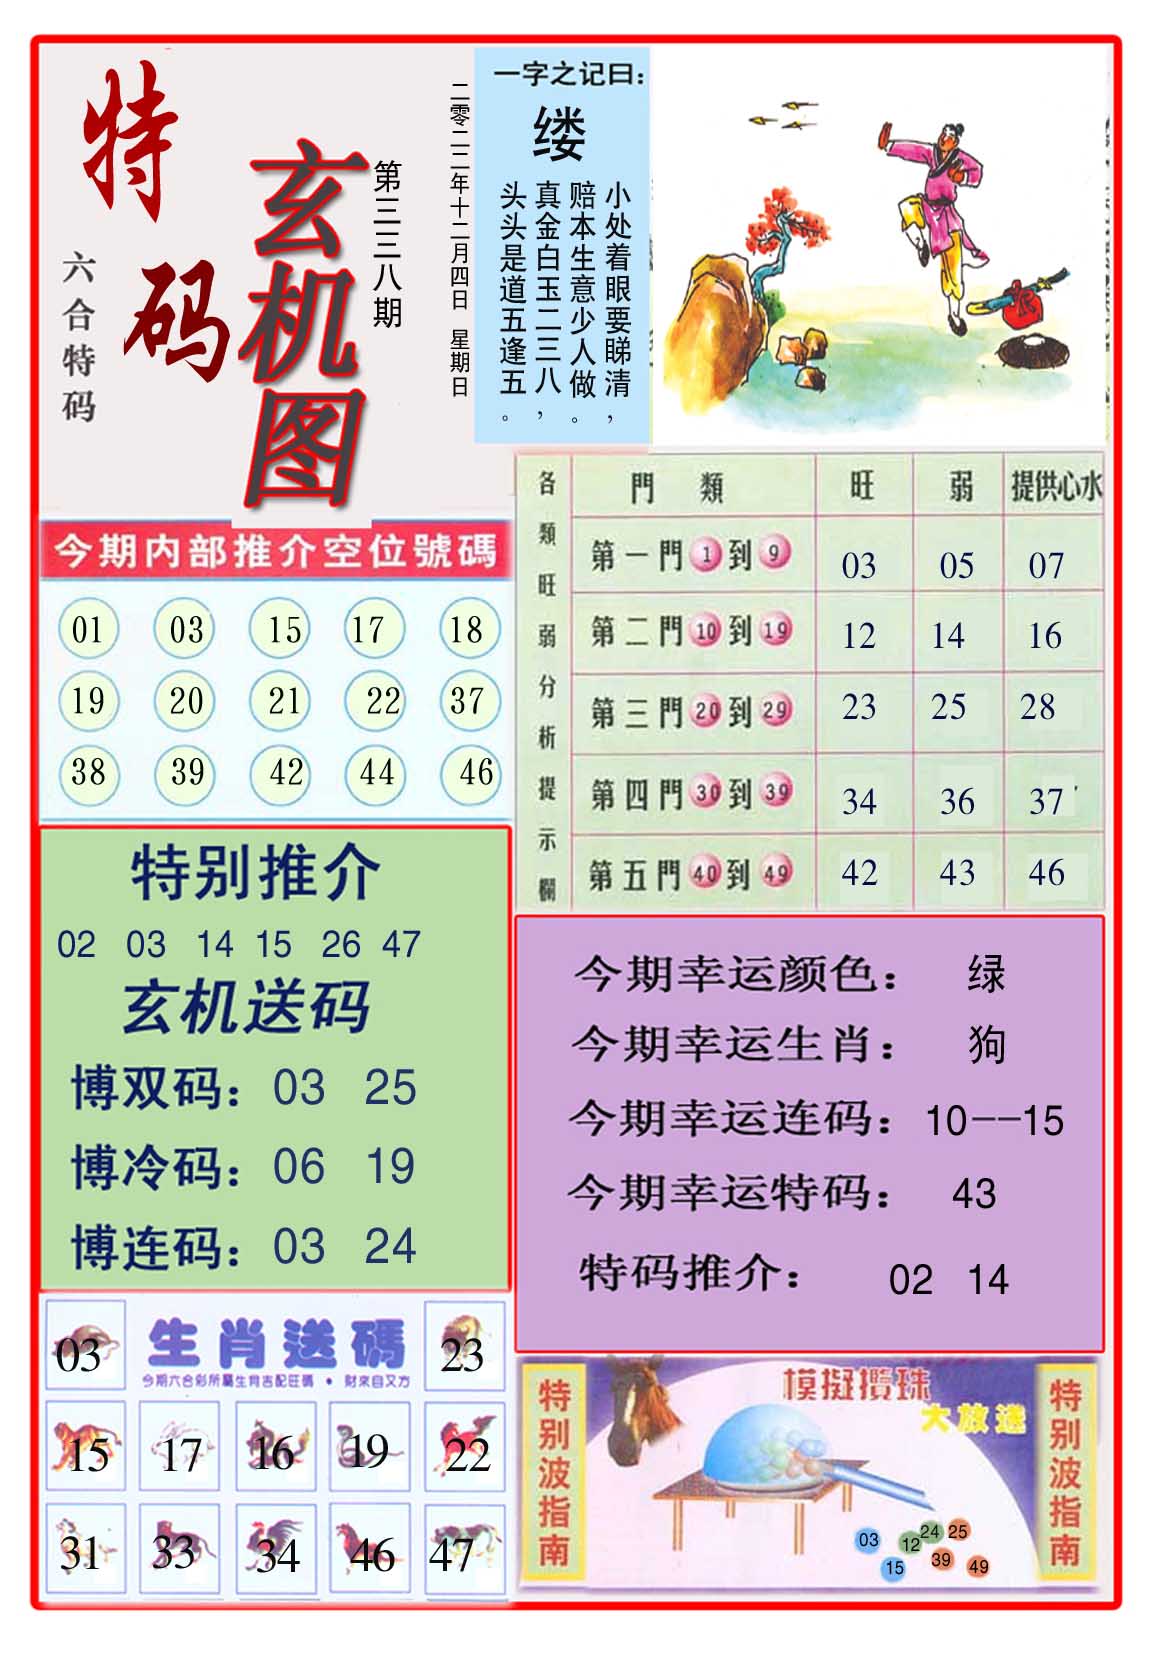 特码
玄机图
六合特码
第三三八期
二零二二年十二月四日 星期日
一字之记曰：
缕
小处着眼要睇清，
赔本生意少人做。
真金白玉二三八，
头头是道五逢五。
今期内部推介空位號碼
01 03 15 17 18
19 20 21 22 37
38 39 42 44 46
各類旺弱分析提示欄
門類 旺 弱 提供心水
第一門 1 到 9 03 05 07
第二門 10 到 19 12 14 16
第三門 20 到 29 23 25 28
第四門 30 到 39 34 36 37
第五門 40 到 49 42 43 46
特别推介
02 03 14 15 26 47
玄机送码
博双码：03 25
博冷码：06 19
博连码：03 24
今期幸运颜色： 绿
今期幸运生肖： 狗
今期幸运连码： 10--15
今期幸运特码： 43
特码推介： 02 14
生肖送碼
今期六合彩所屬生肖吉配旺碼 • 財來自又方
03 23
15 17 16 19 22
31 33 34 46 47
特别波指南
模擬攪珠
大放送
03 12 24 25
15 39 49
特别波指南